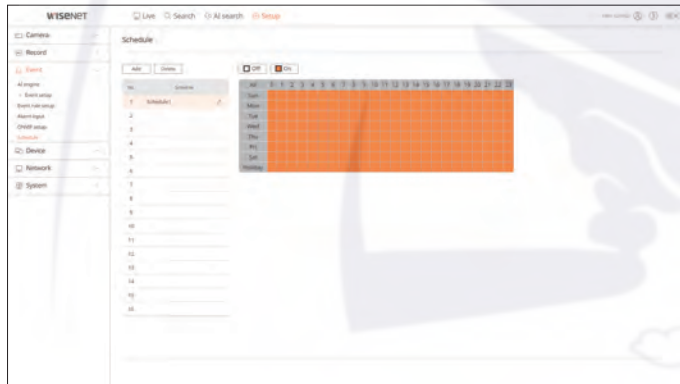 WISENET Live Search AI search Setup
Camera
Record
Event
AI engine
Event setup
Event rule setup
Alarm input
ONVIF setup
Schedule
Device
Network
System
Schedule
Add Delete
No. Schedule
1 Schedule1
2
3
4
5
6
7
8
9
10
11
12
13
14
15
16
Off On
All 0 1 2 3 4 5 6 7 8 9 10 11 12 13 14 15 16 17 18 19 20 21 22 23
Sun
Mon
Tue
Wed
Thu
Fri
Sat
Holiday